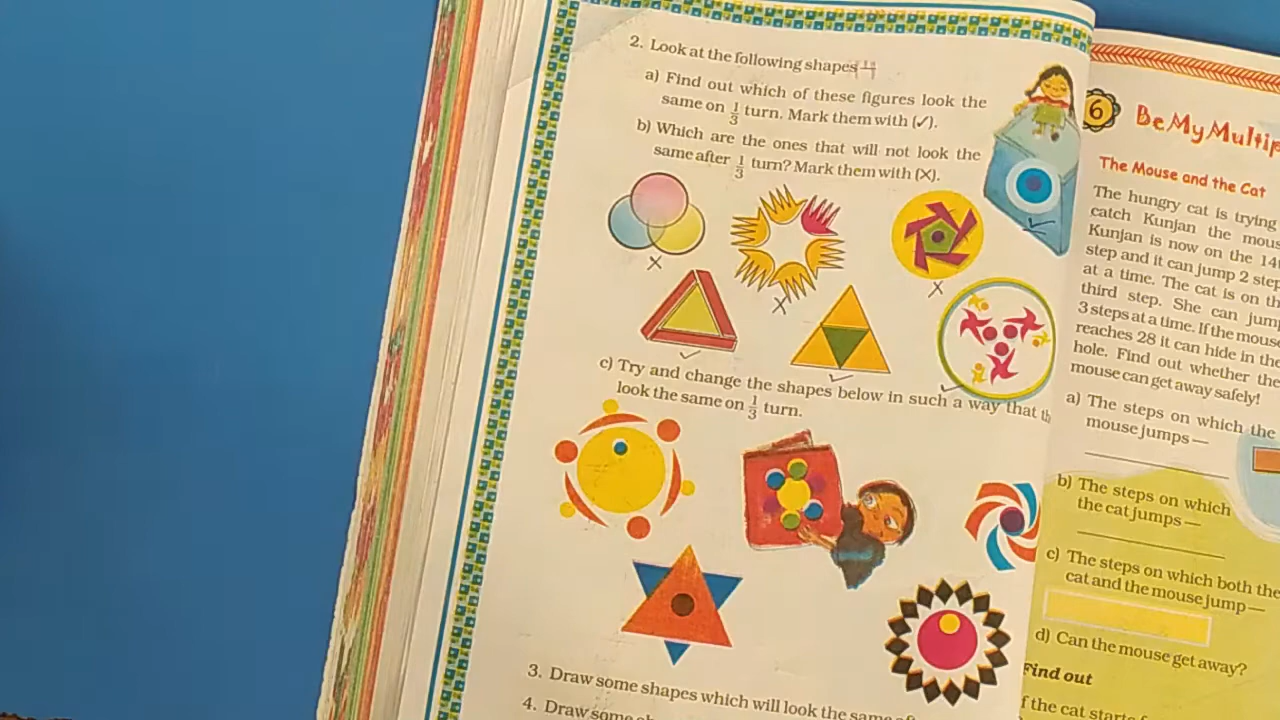 2. Look at the following shapes
a) Find out which of these figures look the
same on 1/3 turn. Mark them with (✓).
b) Which are the ones that will not look the
same after 1/3 turn? Mark them with (X).
c) Try and change the shapes below in such a way that th
look the same on 1/3 turn.
3. Draw some shapes which will look the same
4. Draw some
6
Be My Multip
The Mouse and the Cat
The hungry cat is trying
catch Kunjan the mous
Kunjan is now on the 14t
step and it can jump 2 step
at a time. The cat is on th
third step. She can jum
3 steps at a time. If the mouse
reaches 28 it can hide in the
hole. Find out whether the
mouse can get away safely!
a) The steps on which the
mouse jumps —
b) The steps on which
the cat jumps —
c) The steps on which both the
cat and the mouse jump —
d) Can the mouse get away?
Find out
f the cat starts f